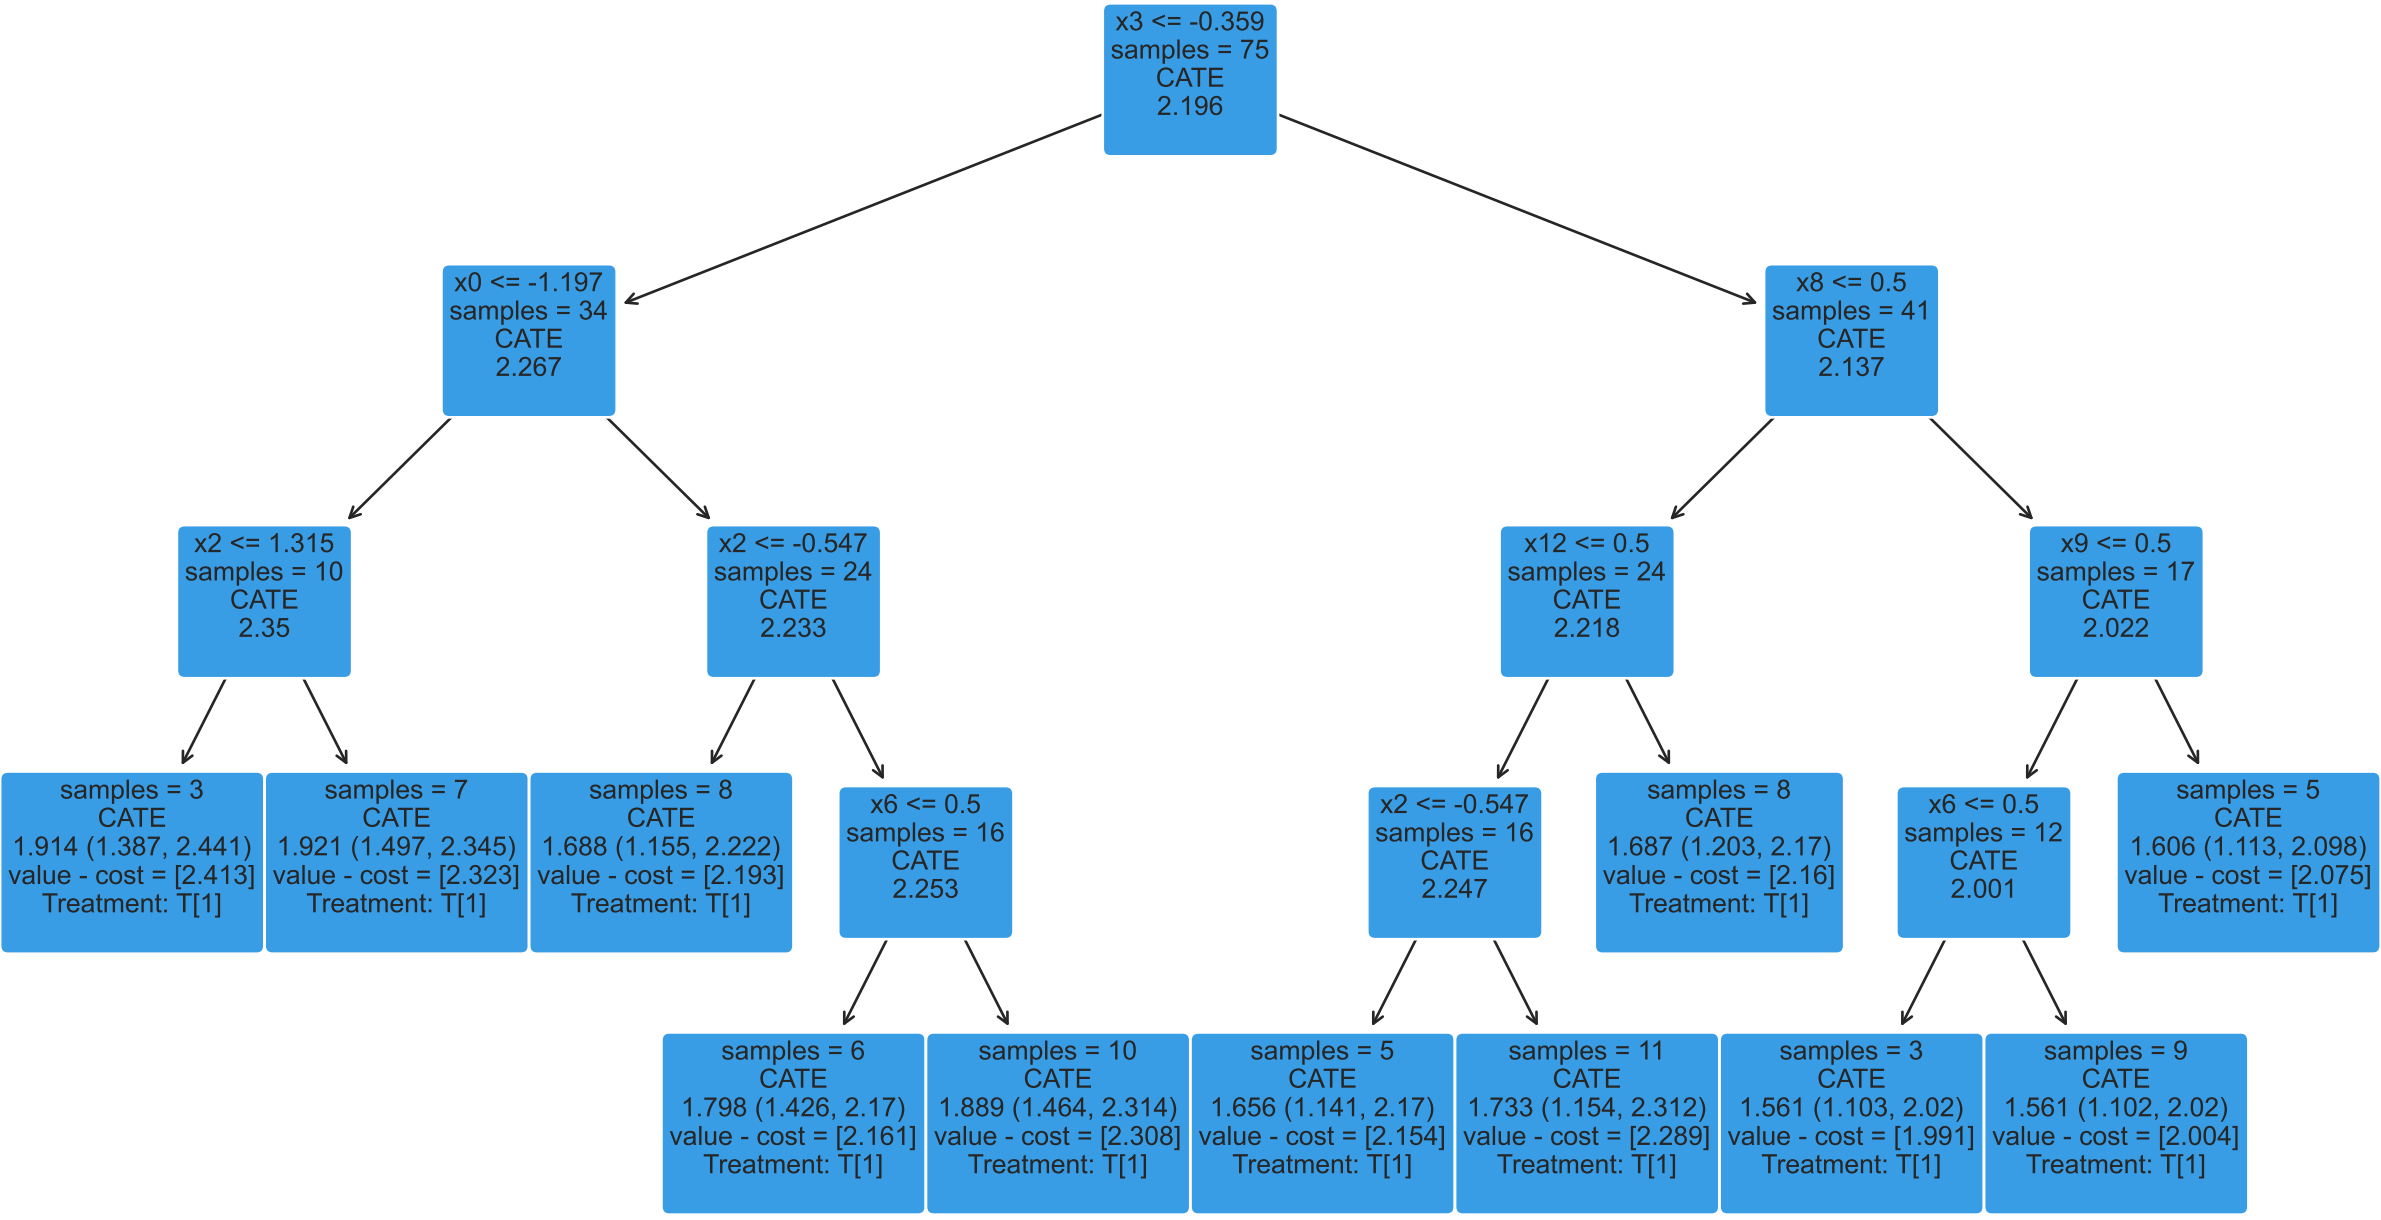 x3 <= -0.359
samples = 75
CATE
2.196
x0 <= -1.197
samples = 34
CATE
2.267
x8 <= 0.5
samples = 41
CATE
2.137
x2 <= 1.315
samples = 10
CATE
2.35
x2 <= -0.547
samples = 24
CATE
2.233
x12 <= 0.5
samples = 24
CATE
2.218
x9 <= 0.5
samples = 17
CATE
2.022
samples = 3
CATE
1.914 (1.387, 2.441)
value - cost = [2.413]
Treatment: T[1]
samples = 7
CATE
1.921 (1.497, 2.345)
value - cost = [2.323]
Treatment: T[1]
samples = 8
CATE
1.688 (1.155, 2.222)
value - cost = [2.193]
Treatment: T[1]
x6 <= 0.5
samples = 16
CATE
2.253
x2 <= -0.547
samples = 16
CATE
2.247
samples = 8
CATE
1.687 (1.203, 2.17)
value - cost = [2.16]
Treatment: T[1]
x6 <= 0.5
samples = 12
CATE
2.001
samples = 5
CATE
1.606 (1.113, 2.098)
value - cost = [2.075]
Treatment: T[1]
samples = 6
CATE
1.798 (1.426, 2.17)
value - cost = [2.161]
Treatment: T[1]
samples = 10
CATE
1.889 (1.464, 2.314)
value - cost = [2.308]
Treatment: T[1]
samples = 5
CATE
1.656 (1.141, 2.17)
value - cost = [2.154]
Treatment: T[1]
samples = 11
CATE
1.733 (1.154, 2.312)
value - cost = [2.289]
Treatment: T[1]
samples = 3
CATE
1.561 (1.103, 2.02)
value - cost = [1.991]
Treatment: T[1]
samples = 9
CATE
1.561 (1.102, 2.02)
value - cost = [2.004]
Treatment: T[1]